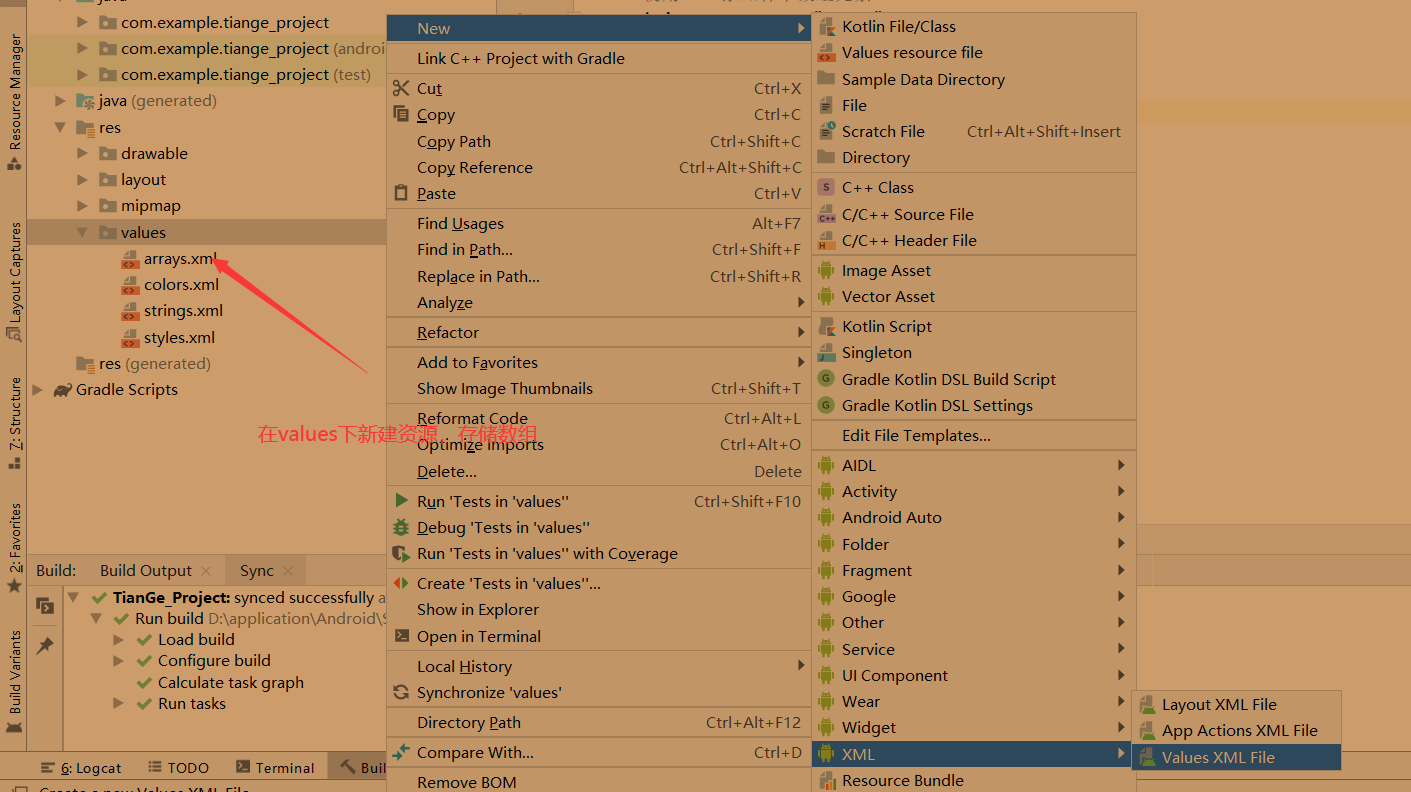 java
com.example.tiange_project
com.example.tiange_project (androi
com.example.tiange_project (test)
java (generated)
res
drawable
layout
mipmap
values
arrays.xml
colors.xml
strings.xml
styles.xml
res (generated)
Gradle Scripts
在values下新建资源，存储数组
Resource Manager
Layout Captures
Z: Structure
2: Favorites
Build Variants
New
Link C++ Project with Gradle
Cut Ctrl+X
Copy Ctrl+C
Copy Path Ctrl+Shift+C
Copy Reference Ctrl+Alt+Shift+C
Paste Ctrl+V
Find Usages Alt+F7
Find in Path... Ctrl+Shift+F
Replace in Path... Ctrl+Shift+R
Analyze
Refactor
Add to Favorites
Show Image Thumbnails Ctrl+Shift+T
Reformat Code Ctrl+Alt+L
Optimize Imports Ctrl+Alt+O
Delete... Delete
Run 'Tests in 'values'' Ctrl+Shift+F10
Debug 'Tests in 'values''
Run 'Tests in 'values'' with Coverage
Create 'Tests in 'values''...
Show in Explorer
Open in Terminal
Local History
Synchronize 'values'
Directory Path Ctrl+Alt+F12
Compare With... Ctrl+D
Remove BOM
Kotlin File/Class
Values resource file
Sample Data Directory
File
Scratch File Ctrl+Alt+Shift+Insert
Directory
C++ Class
C/C++ Source File
C/C++ Header File
Image Asset
Vector Asset
Kotlin Script
Singleton
Gradle Kotlin DSL Build Script
Gradle Kotlin DSL Settings
Edit File Templates...
AIDL
Activity
Android Auto
Folder
Fragment
Google
Other
Service
UI Component
Wear
Widget
XML
Resource Bundle
Layout XML File
App Actions XML File
Values XML File
Build: Build Output Sync
TianGe_Project: synced successfully a
Run build D:\application\Android\S
Load build
Configure build
Calculate task graph
Run tasks
6: Logcat TODO Terminal Buil
Create a new Values XML File